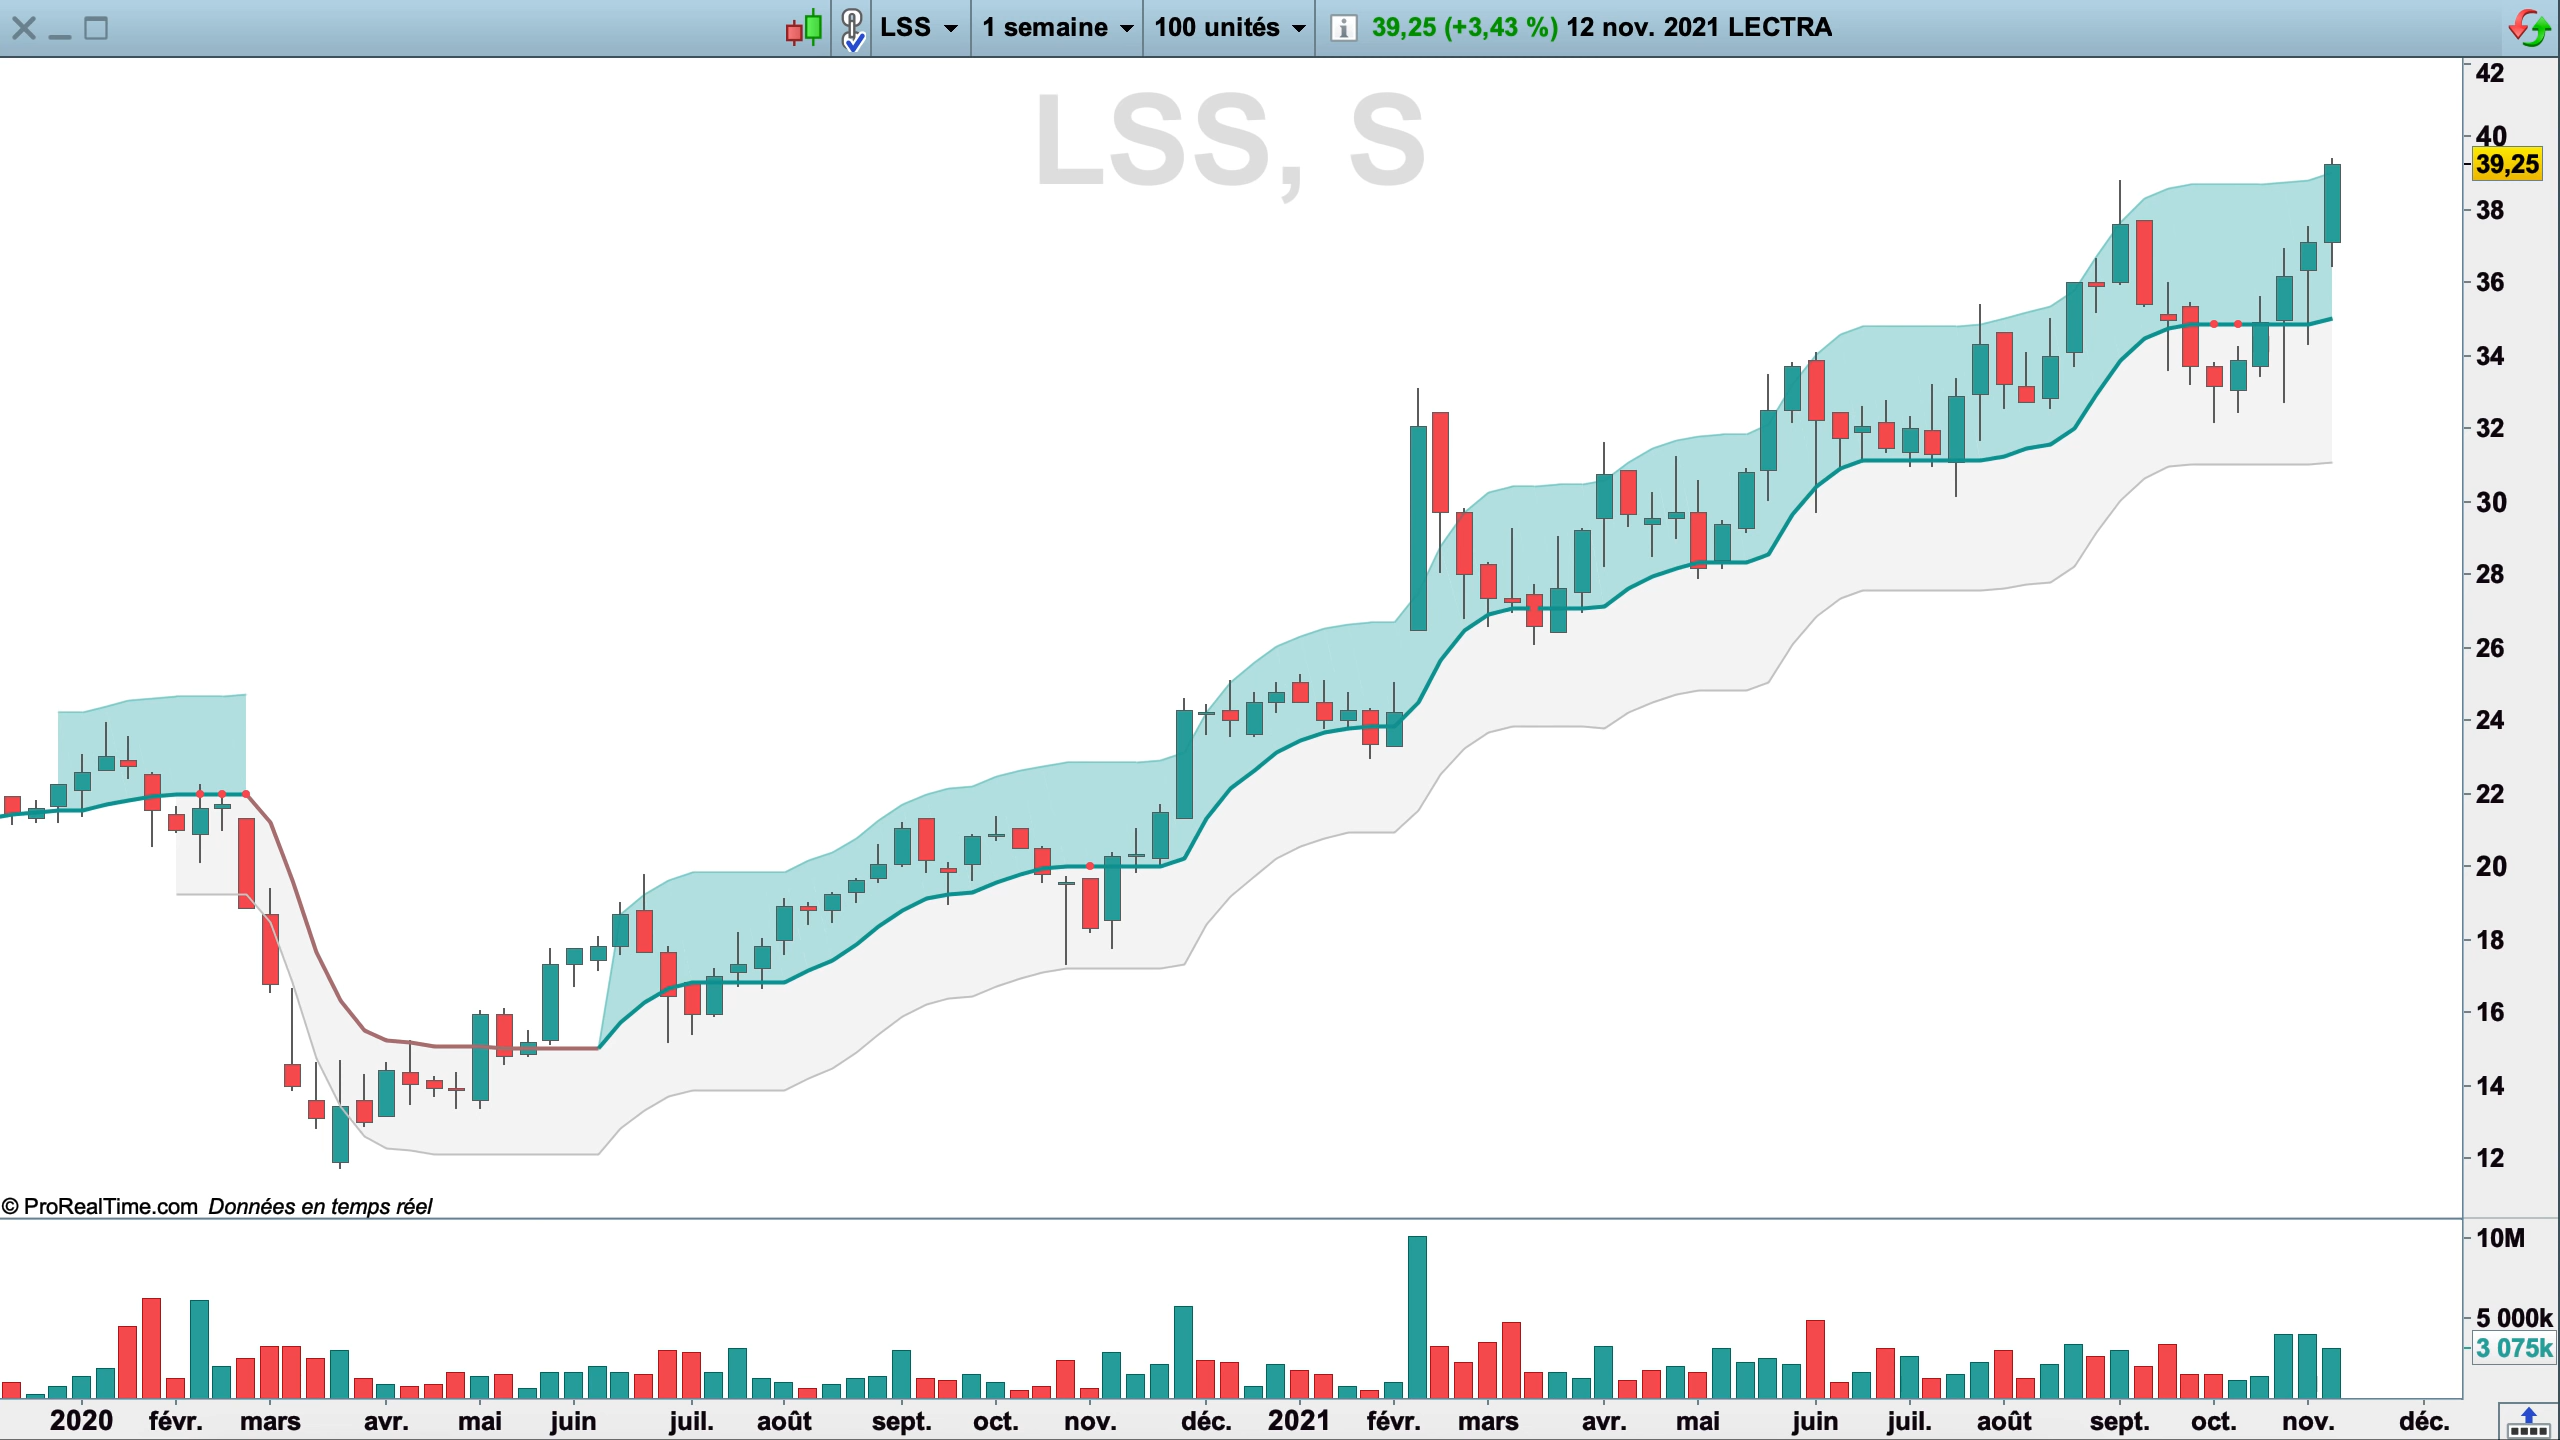 LSS 1 semaine 100 unités 39,25 (+3,43 %) 12 nov. 2021 LECTRA
LSS, S
42
40
39,25
38
36
34
32
30
28
26
24
22
20
18
16
14
12
© ProRealTime.com Données en temps réel
10M
5 000k
3 075k
2020 févr. mars avr. mai juin juil. août sept. oct. nov. déc. 2021 févr. mars avr. mai juin juil. août sept. oct. nov. déc.